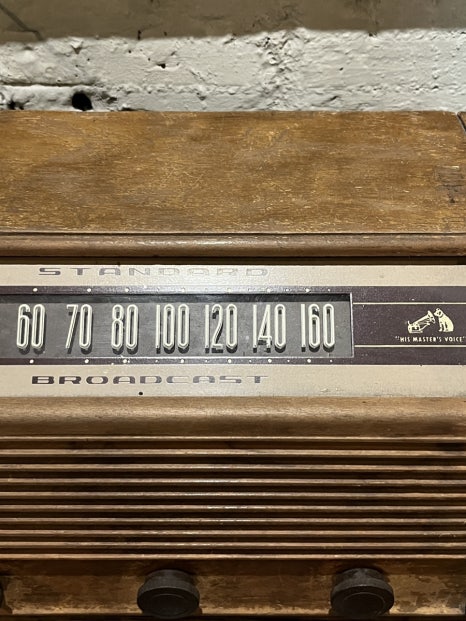 STANDARD
60 70 80 100 120 140 160
"HIS MASTER'S VOICE"
BROADCAST